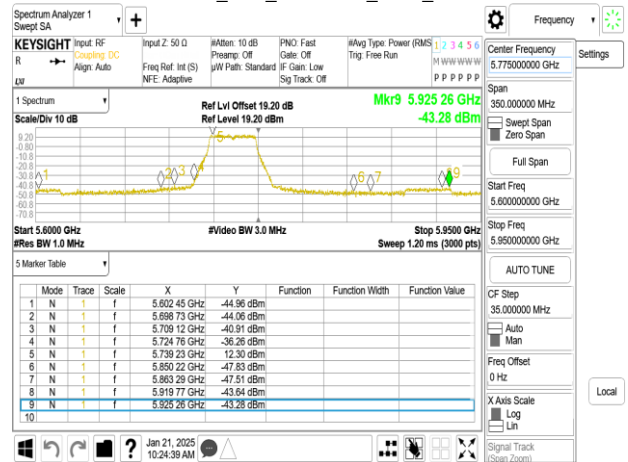 Spectrum Analyzer 1
Swept SA
+
Frequency
KEYSIGHT
R
Input: RF
Coupling: DC
Align: Auto
Input Z: 50 Ω
Freq Ref: Int (S)
NFE: Adaptive
#Atten: 10 dB
Preamp: Off
µW Path: Standard
PNO: Fast
Gate: Off
IF Gain: Low
Sig Track: Off
#Avg Type: Power (RMS
Trig: Free Run
1 2 3 4 5 6
M W W W W W
P P P P P P
1 Spectrum
Scale/Div 10 dB
Ref Lvl Offset 19.20 dB
Ref Level 19.20 dBm
Mkr9 5.925 26 GHz
-43.28 dBm
9.20
-0.80
-10.8
-20.8
-30.8
-40.8
-50.8
-60.8
-70.8
1
2
3
5
6
7
9
Start 5.6000 GHz
#Video BW 3.0 MHz
Stop 5.9500 GHz
#Res BW 1.0 MHz
Sweep 1.20 ms (3000 pts)
5 Marker Table
Mode Trace Scale X Y Function Function Width Function Value
1 N 1 f 5.602 45 GHz -44.96 dBm
2 N 1 f 5.698 73 GHz -44.06 dBm
3 N 1 f 5.709 12 GHz -40.91 dBm
4 N 1 f 5.724 76 GHz -36.26 dBm
5 N 1 f 5.739 23 GHz 12.30 dBm
6 N 1 f 5.850 22 GHz -47.83 dBm
7 N 1 f 5.863 29 GHz -47.51 dBm
8 N 1 f 5.919 77 GHz -43.64 dBm
9 N 1 f 5.925 26 GHz -43.28 dBm
10
Center Frequency
5.775000000 GHz
Settings
Span
350.000000 MHz
Swept Span
Zero Span
Full Span
Start Freq
5.600000000 GHz
Stop Freq
5.950000000 GHz
AUTO TUNE
CF Step
35.000000 MHz
Auto
Man
Freq Offset
0 Hz
X Axis Scale
Log
Lin
Local
Signal Track
(Span Zoom)
?
Jan 21, 2025
10:24:39 AM